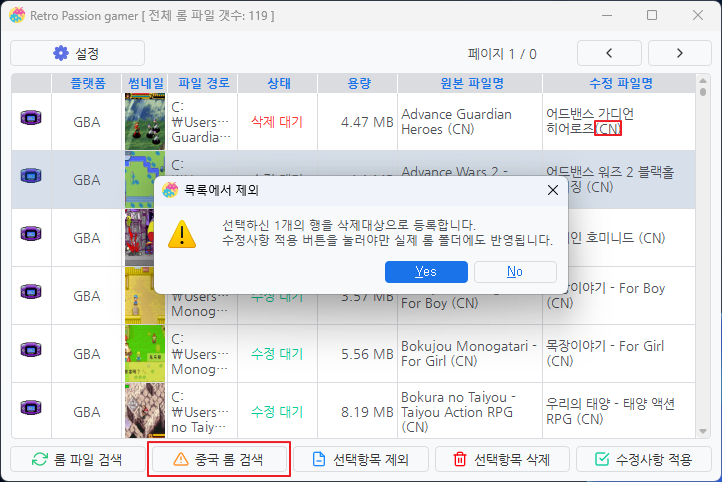 Retro Passion gamer [ 전체 롬 파일 갯수: 119 ]
설정
페이지 1 / 0
플랫폼 썸네일 파일 경로 상태 용량 원본 파일명 수정 파일명
GBA
C:
₩Users…
Guardia…
삭제 대기
4.47 MB
Advance Guardian
Heroes (CN)
어드밴스 가디언
히어로즈(CN)
GBA
C:
Advance Wars 2 -
어드밴스 워즈 2 블랙홀
징 (CN)
목록에서 제외
선택하신 1개의 행을 삭제대상으로 등록합니다.
수정사항 적용 버튼을 눌러야만 실제 롬 폴더에도 반영됩니다.
Yes
No
GBA
인 호미니드 (CN)
GBA
₩Users…
Monog…
수정 대기
3.57 MB
For Boy (CN)
목장이야기 - For Boy
(CN)
GBA
C:
₩Users…
Monog…
수정 대기
5.56 MB
Bokujou Monogatari -
For Girl (CN)
목장이야기 - For Girl
(CN)
GBA
C:
₩Users…
no Tai…
수정 대기
8.19 MB
Bokura no Taiyou -
Taiyou Action RPG
(CN)
우리의 태양 - 태양 액션
RPG (CN)
롬 파일 검색
중국 롬 검색
선택항목 제외
선택항목 삭제
수정사항 적용